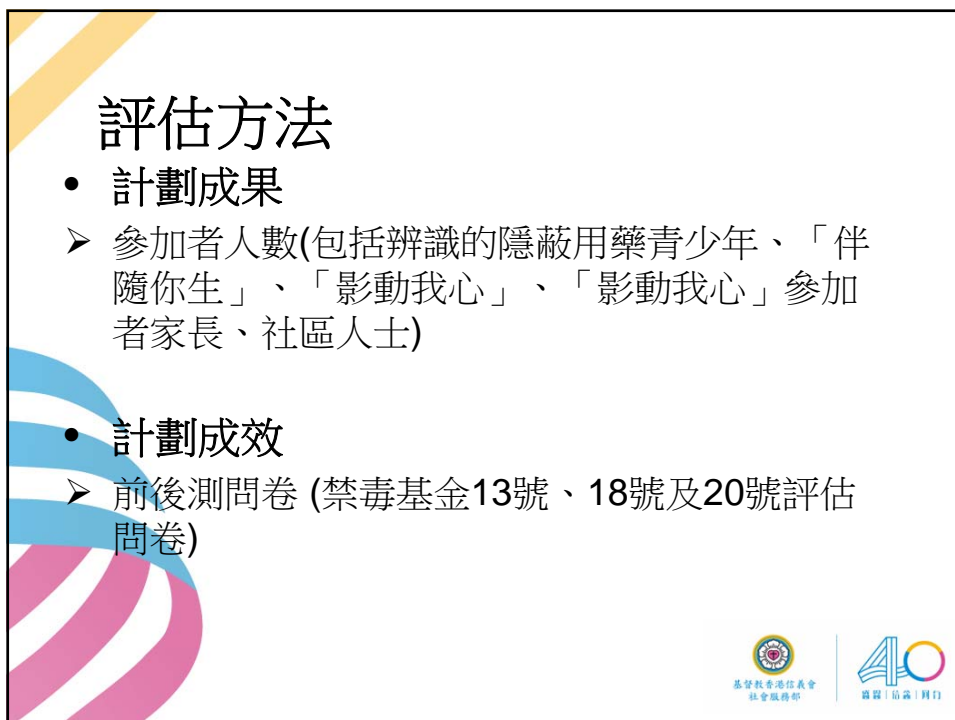 評估方法
• 計劃成果
➢ 參加者人數(包括辨識的隱蔽用藥青少年、「伴
隨你生」、「影動我心」、「影動我心」參加
者家長、社區人士)
• 計劃成效
➢ 前後測問卷 (禁毒基金13號、18號及20號評估
問卷)
基督教香港信義會
社會服務部
40